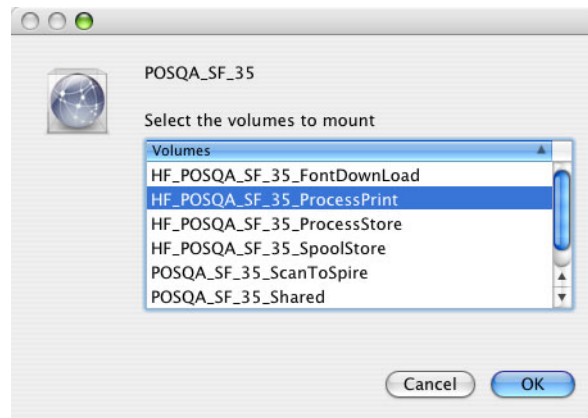 POSQA_SF_35
Select the volumes to mount
Volumes
HF_POSQA_SF_35_FontDownLoad
HF_POSQA_SF_35_ProcessPrint
HF_POSQA_SF_35_ProcessStore
HF_POSQA_SF_35_SpoolStore
POSQA_SF_35_ScanToSpire
POSQA_SF_35_Shared
Cancel OK